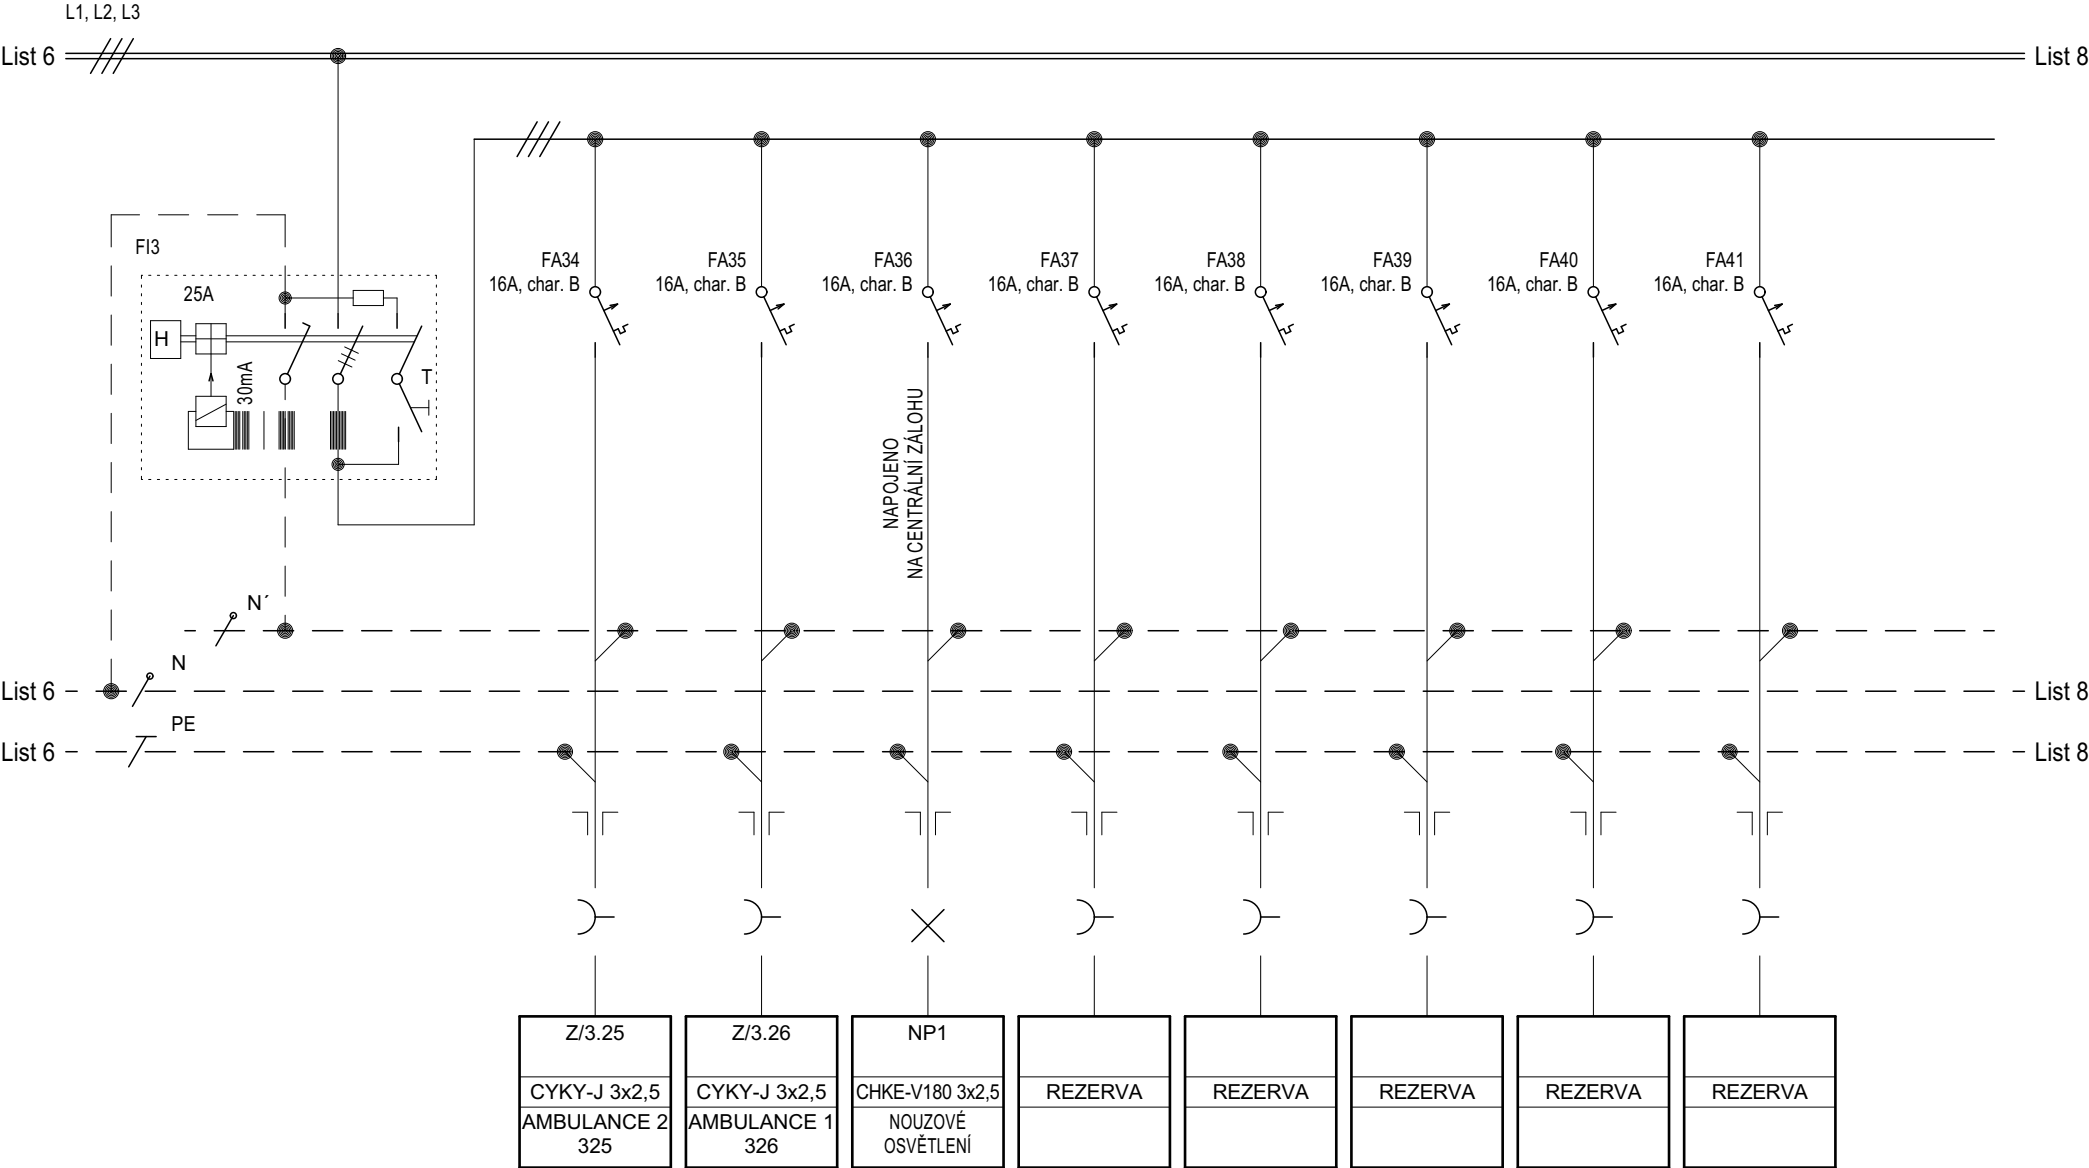 L1, L2, L3
List 6
List 8
FI3
25A
H
30mA
T
FA34
16A, char. B
FA35
16A, char. B
FA36
16A, char. B
FA37
16A, char. B
FA38
16A, char. B
FA39
16A, char. B
FA40
16A, char. B
FA41
16A, char. B
NAPOJENO
NA CENTRÁLNÍ ZÁLOHU
N´
N
List 6
List 8
PE
List 6
List 8
Z/3.25
CYKY-J 3x2,5
AMBULANCE 2
325
Z/3.26
CYKY-J 3x2,5
AMBULANCE 1
326
NP1
CHKE-V180 3x2,5
NOUZOVÉ
OSVĚTLENÍ
REZERVA
REZERVA
REZERVA
REZERVA
REZERVA